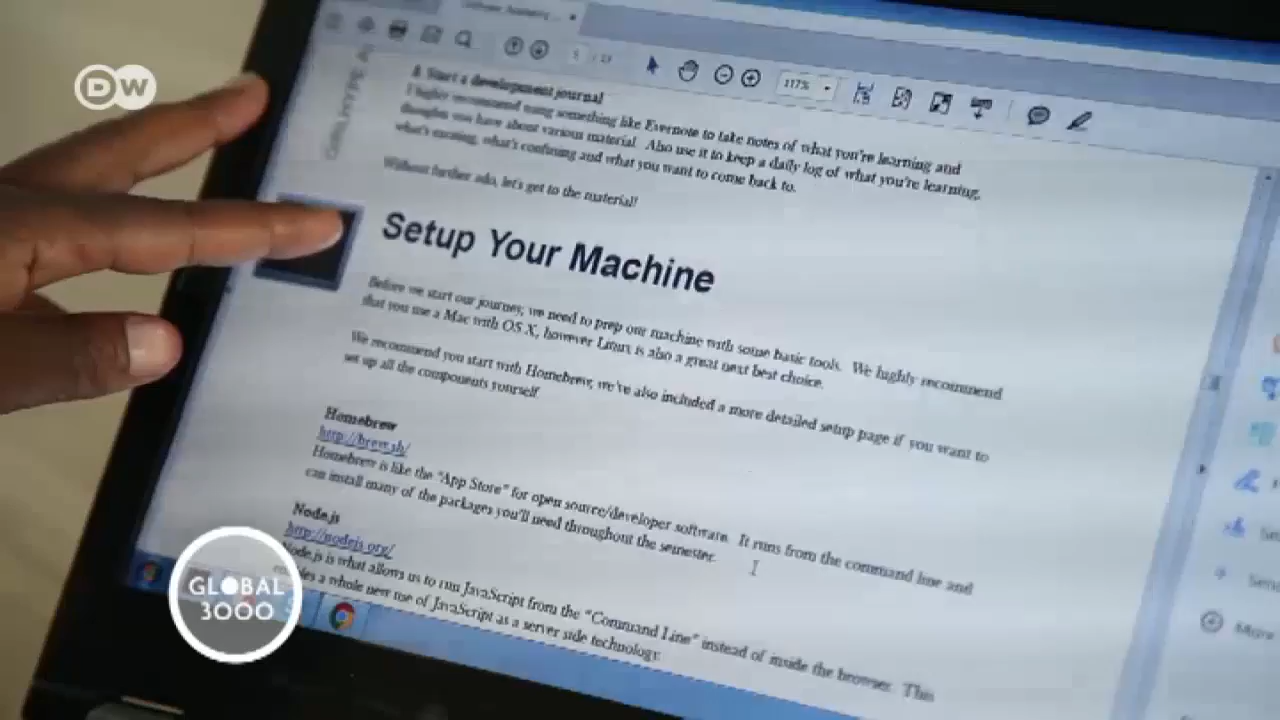 DW
5 / 23
117%
8. Start a development journal
I highly recommend using something like Evernote to take notes of what you're learning and
thoughts you have about various material. Also use it to keep a daily log of what you're learning,
what's exciting, what's confusing and what you want to come back to.
Without further ado, let's get to the material!
Setup Your Machine
Before we start our journey, we need to prep our machine with some basic tools. We highly recommend
that you use a Mac with OS X, however Linux is also a great next best choice.
We recommend you start with Homebrew, we've also included a more detailed setup page if you want to
set up all the components yourself.
Homebrew
http://brew.sh/
Homebrew is like the "App Store" for open source/developer software. It runs from the command line and
can install many of the packages you'll need throughout the semester.
Node.js
http://nodejs.org/
Node.js is what allows us to run JavaScript from the "Command Line" instead of inside the browser. This
a whole new use of JavaScript as a server side technology.
More
GLOBAL
3000